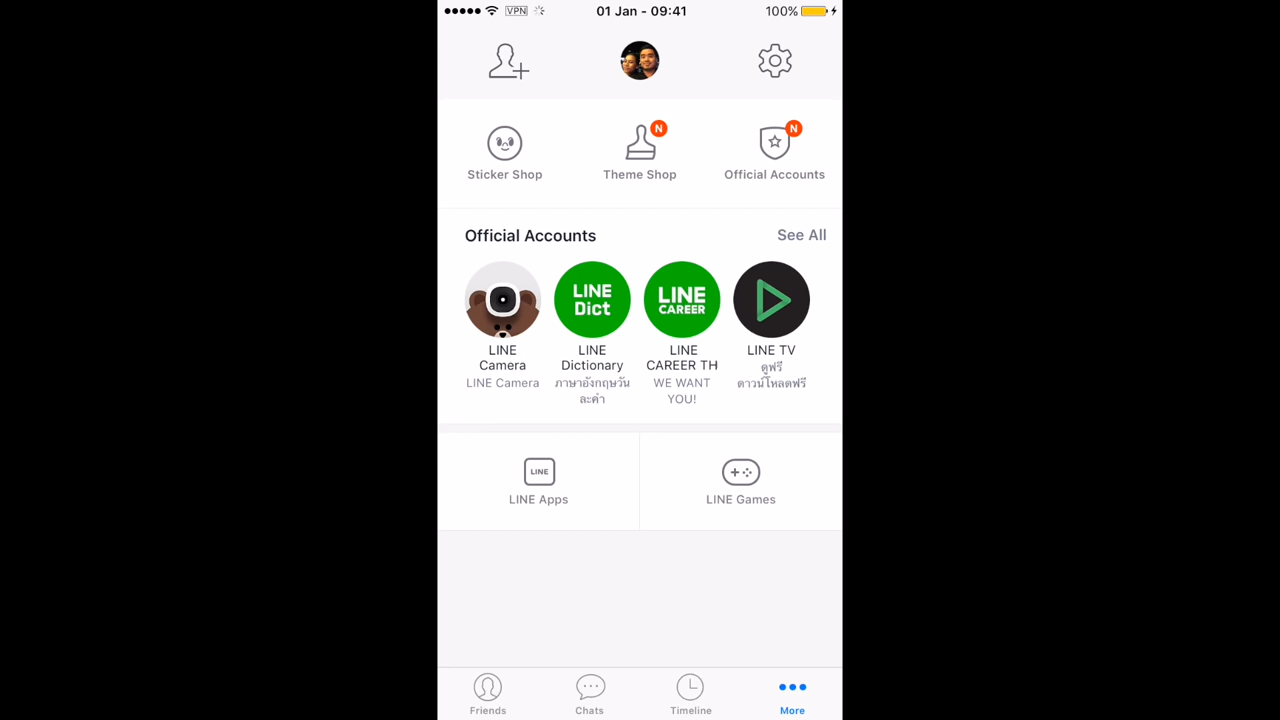 VPN
01 Jan - 09:41
100%
Sticker Shop
N
Theme Shop
N
Official Accounts
Official Accounts
See All
LINE
Dict
LINE
CAREER
LINE
Camera
LINE Camera
LINE
Dictionary
ภาษาอังกฤษวัน
ละคำ
LINE
CAREER TH
WE WANT
YOU!
LINE TV
ดูฟรี
ดาวน์โหลดฟรี
LINE
LINE Apps
LINE Games
Friends
Chats
Timeline
More